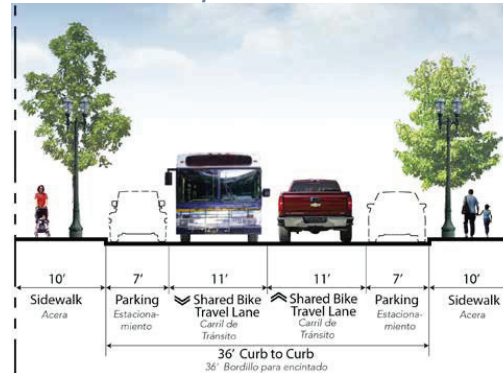 10’ 7’ 11’ 11’ 7’ 10’
Sidewalk Parking Shared Bike Shared Bike Parking Sidewalk
Acera Estaciona- Travel Lane Travel Lane Estaciona- Acera
miento Carril de Carril de miento
Tránsito Tránsito
36’ Curb to Curb
36’ Bordillo para encintado